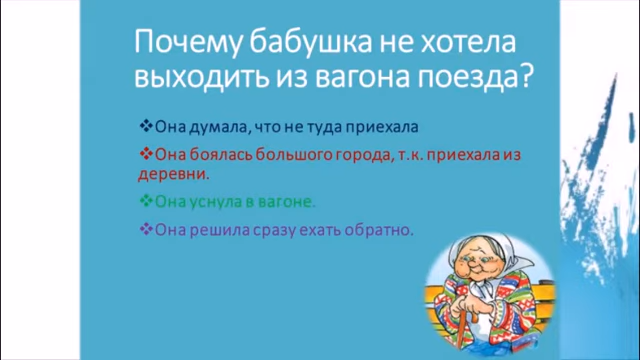 Почему бабушка не хотела
выходить из вагона поезда?
❖Она думала, что не туда приехала
❖Она боялась большого города, т.к. приехала из
деревни.
❖Она уснула в вагоне.
❖Она решила сразу ехать обратно.